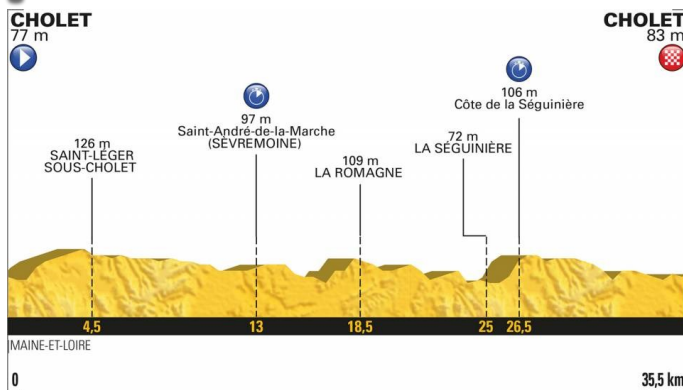 CHOLET
77 m
CHOLET
83 m
106 m
Côte de la Séguinière
97 m
Saint-André-de-la-Marche
(SÈVREMOINE)
126 m
SAINT-LÉGER
SOUS-CHOLET
72 m
LA SÉGUINIÈRE
109 m
LA ROMAGNE
4,5
13
18,5
25
26,5
MAINE-ET-LOIRE
0
35,5 km